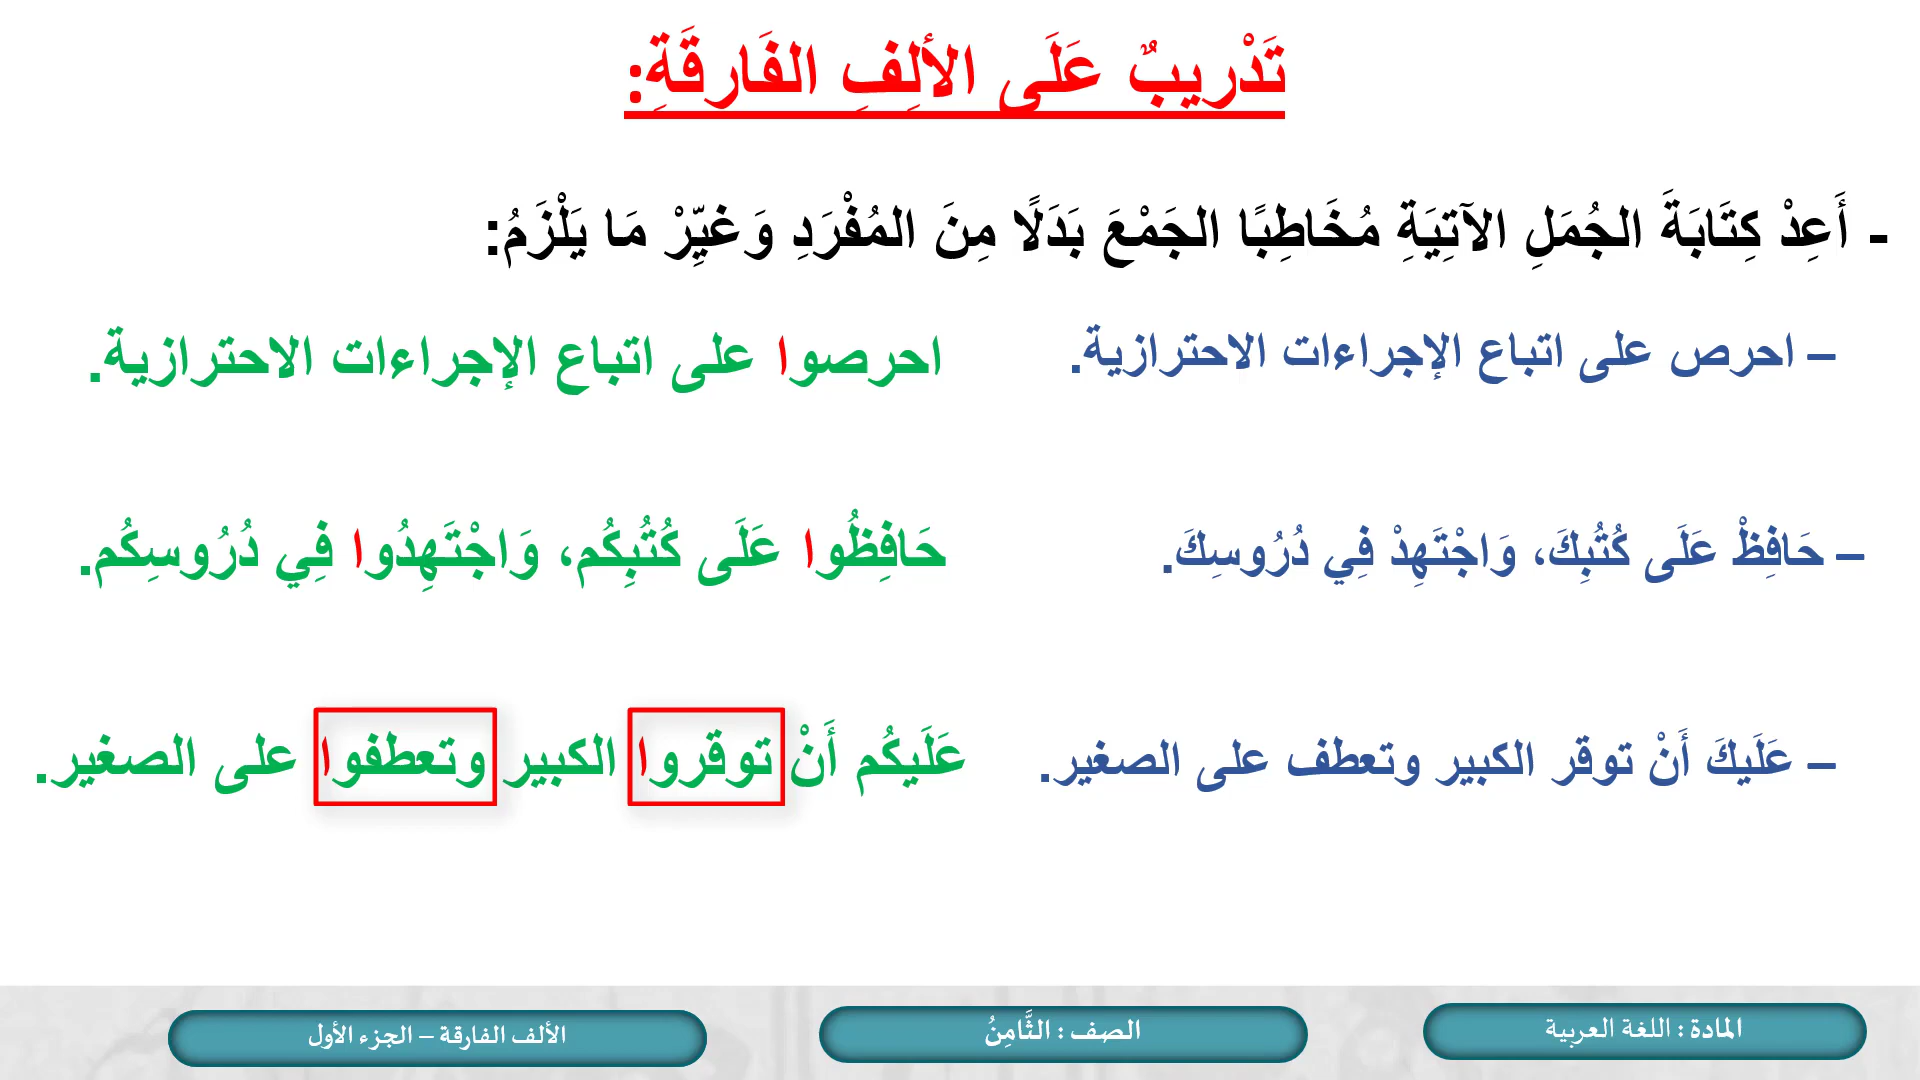 تَدْريبٌ عَلَى الألِفِ الفَارقَةِ:
- أَعِدْ كِتَابَةَ الجُمَلِ الآتِيَةِ مُخَاطِبًا الجَمْعَ بَدَلًا مِنَ المُفْرَدِ وَغيِّرْ مَا يَلْزَمُ:
– احرص على اتباع الإجراءات الاحترازية.
احرصوا على اتباع الإجراءات الاحترازية.
– حَافِظْ عَلَى كُتُبِكَ، وَاجْتَهِدْ فِي دُرُوسِكَ.
حَافِظُوا عَلَى كُتُبِكُم، وَاجْتَهِدُوا فِي دُرُوسِكُم.
– عَلَيكَ أَنْ توقر الكبير وتعطف على الصغير.
عَلَيكُم أَنْ توقروا الكبير وتعطفوا على الصغير.
المادة : اللغة العربية
الصف : الثَّامِنُ
الألف الفارقة – الجزء الأول